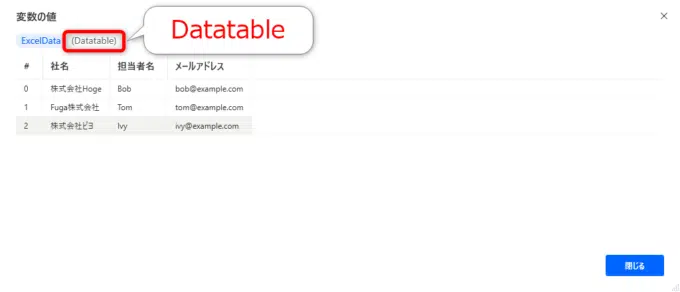 変数の値
ExcelData (Datatable)
Datatable
# 社名 担当者名 メールアドレス
0 株式会社Hoge Bob bob@example.com
1 Fuga株式会社 Tom tom@example.com
2 株式会社ピヨ Ivy ivy@example.com
閉じる